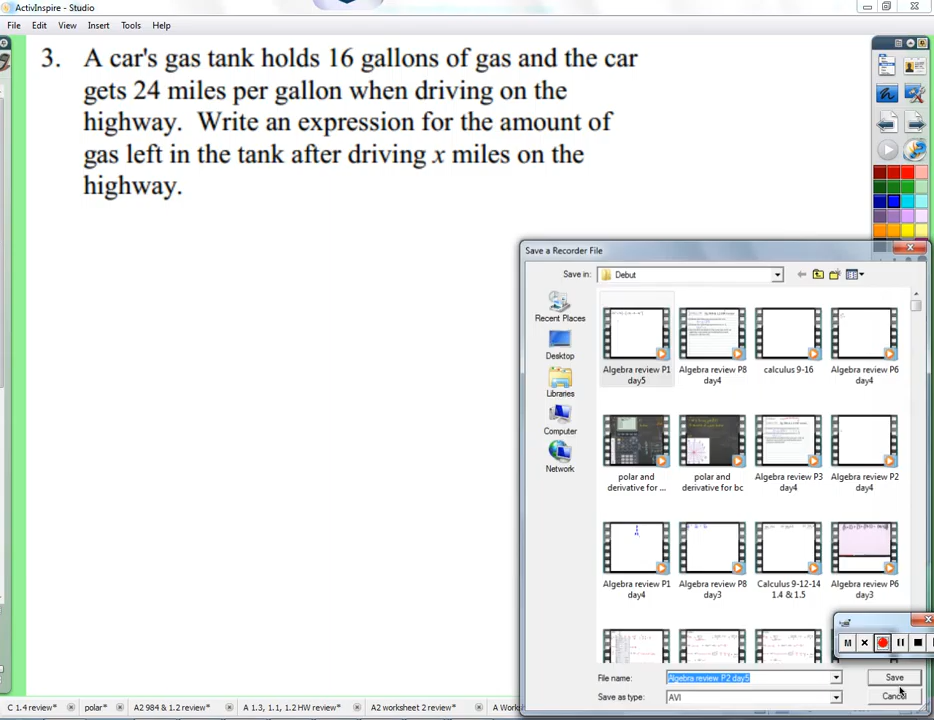 ActivInspire - Studio
File Edit View Insert Tools Help
3. A car's gas tank holds 16 gallons of gas and the car
gets 24 miles per gallon when driving on the
highway. Write an expression for the amount of
gas left in the tank after driving x miles on the
highway.
Save a Recorder File
Save in: Debut
Recent Places
Desktop
Libraries
Computer
Network
Algebra review P1 day5
Algebra review P8 day4
calculus 9-16
Algebra review P6 day4
polar and derivative for ...
polar and derivative for bc
Algebra review P3 day4
Algebra review P2 day4
Algebra review P1 day4
Algebra review P8 day3
Calculus 9-12-14 1.4 & 1.5
Algebra review P6 day3
M
File name: Algebra review P2 day5 Save
Save as type: AVI Cancel
C 1.4 review* polar* A2 984 & 1.2 review* A 1.3, 1.1, 1.2 HW review* A2 worksheet 2 review*